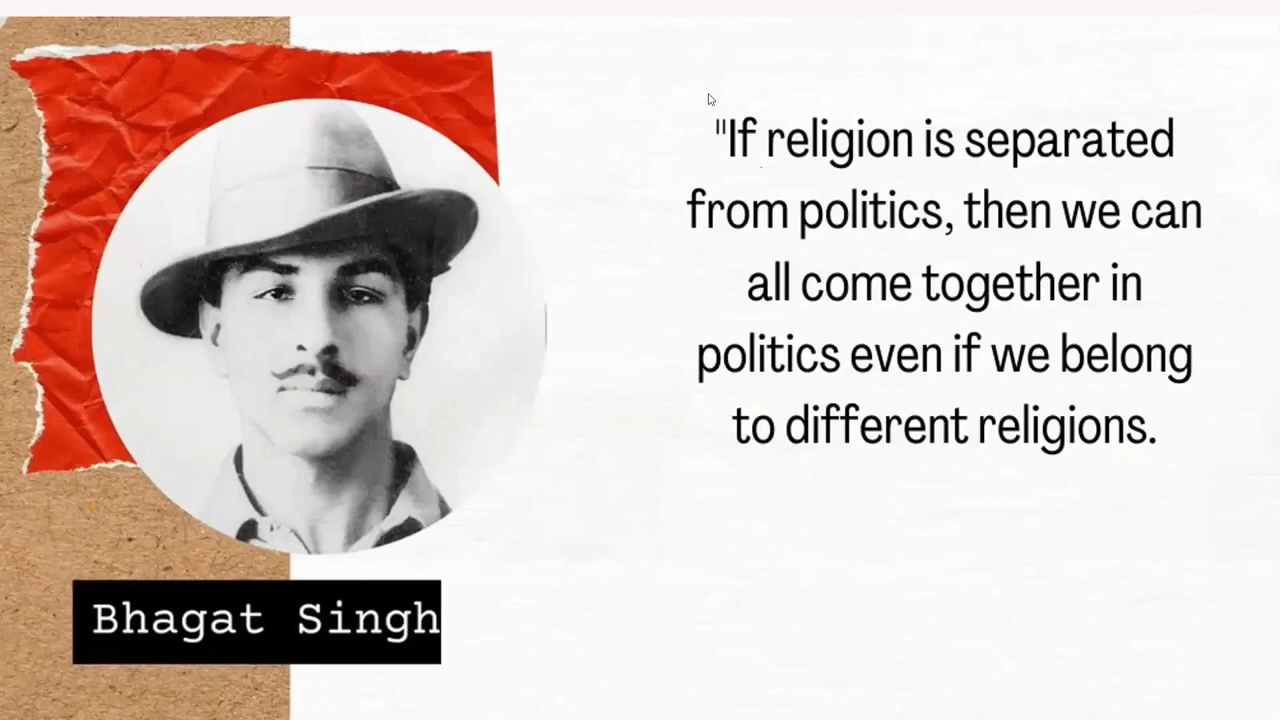 "If religion is separated
from politics, then we can
all come together in
politics even if we belong
to different religions.
Bhagat Singh